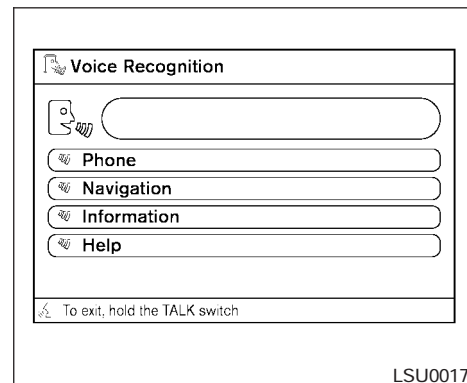 Voice Recognition
Phone
Navigation
Information
Help
To exit, hold the TALK switch
LSU0017